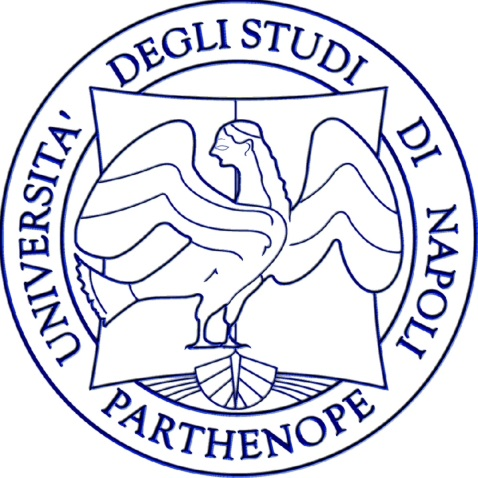 UNIVERSITA' DEGLI STUDI DI NAPOLI
PARTHENOPE